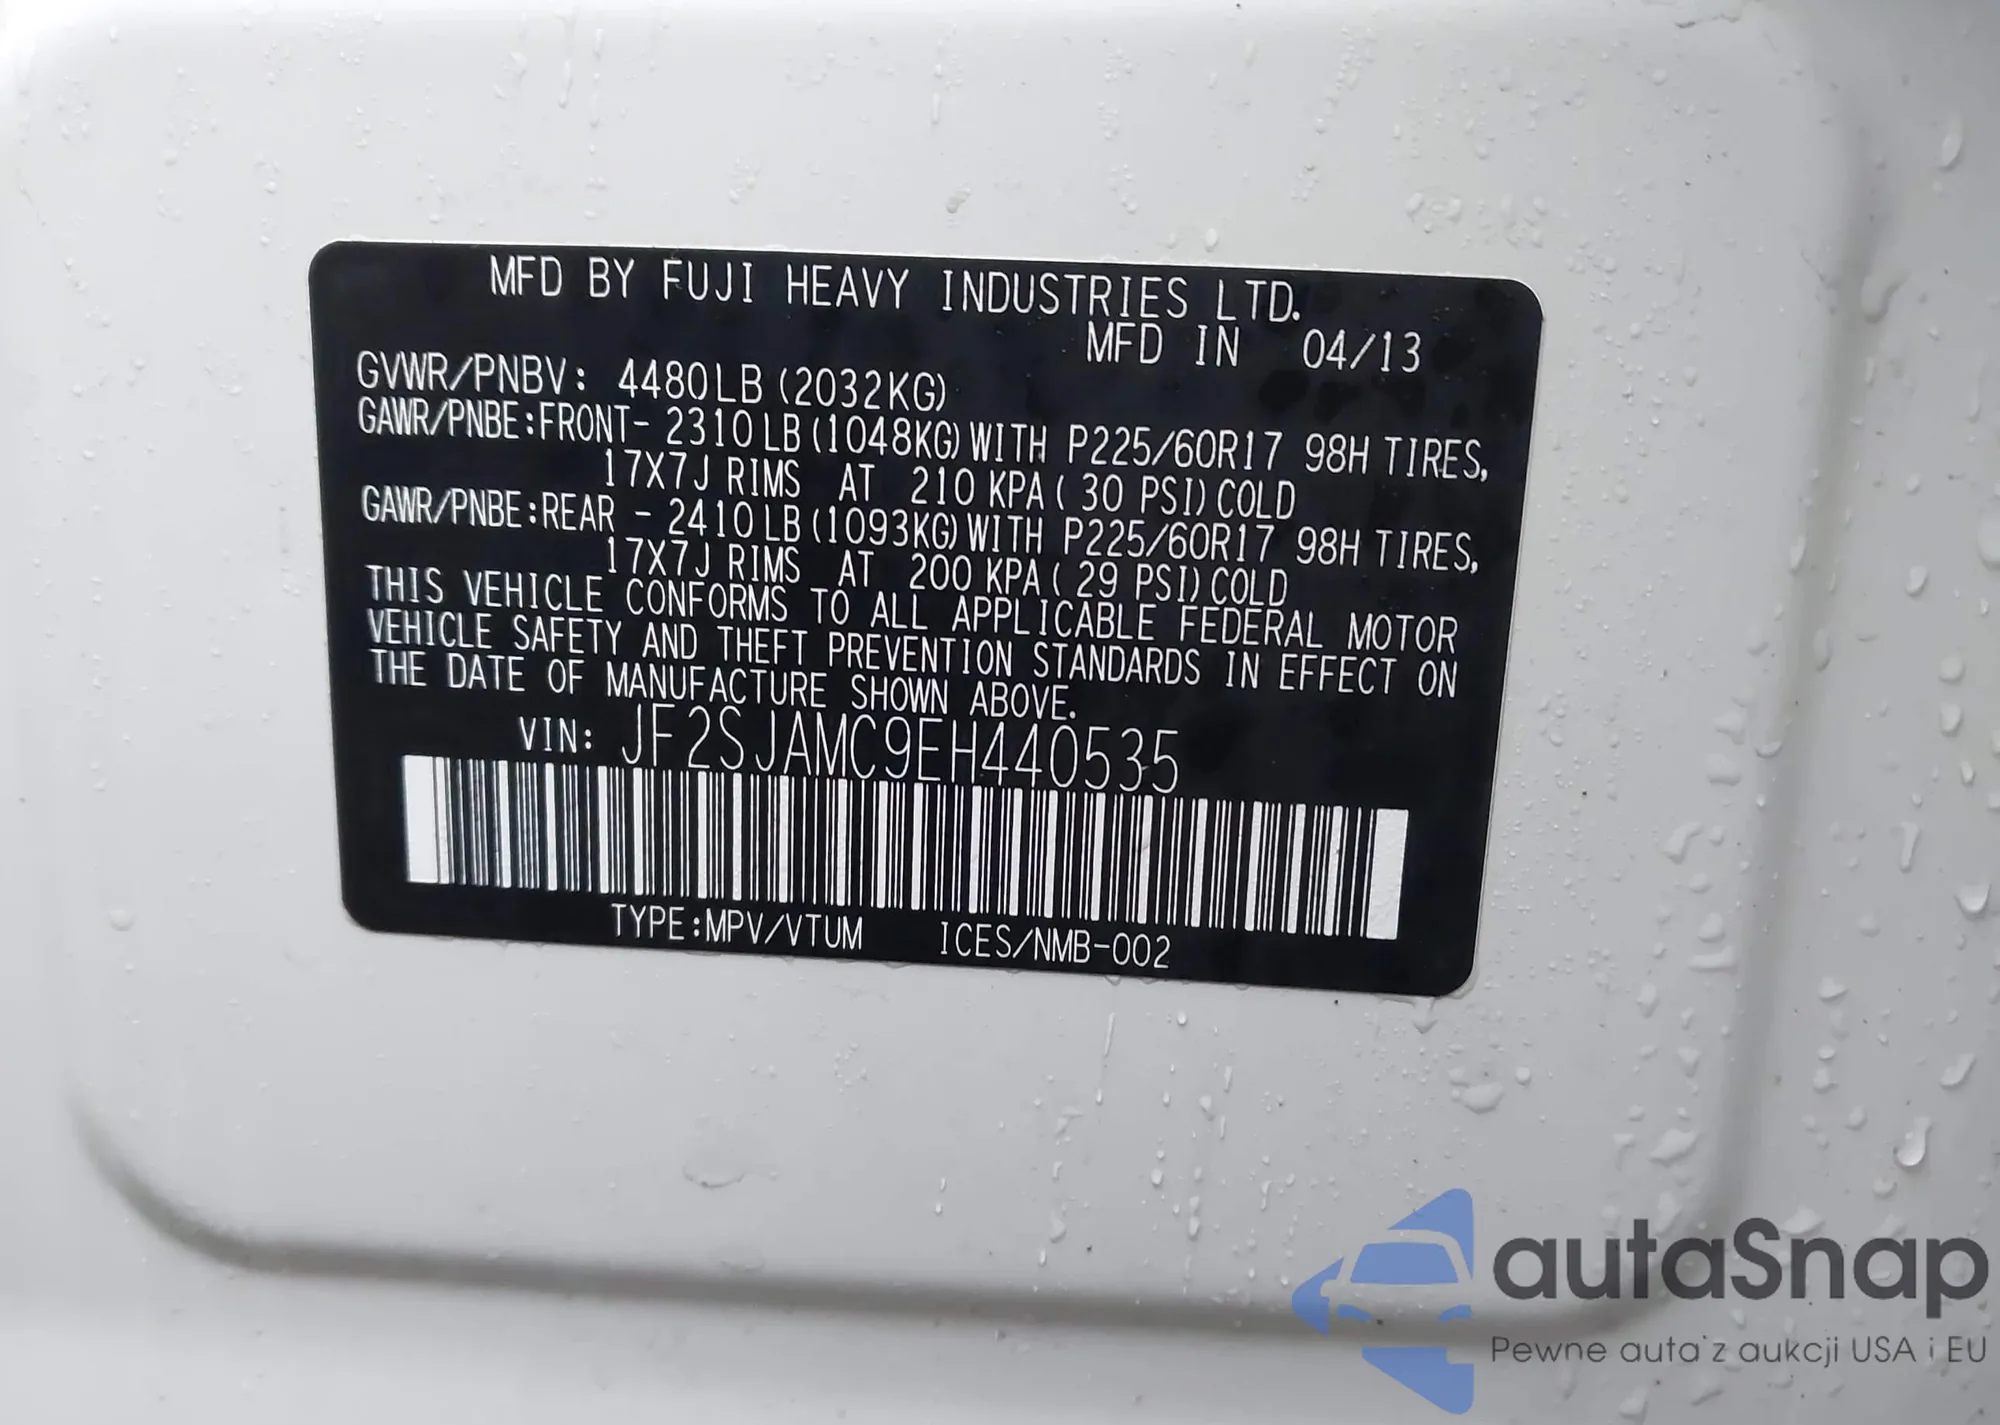 MFD BY FUJI HEAVY INDUSTRIES LTD.
MFD IN 04/13
GVWR/PNBV: 4480LB (2032KG)
GAWR/PNBE:FRONT- 2310LB(1048KG)WITH P225/60R17 98H TIRES,
17X7J RIMS AT 210 KPA( 30 PSI)COLD
GAWR/PNBE:REAR - 2410LB(1093KG)WITH P225/60R17 98H TIRES,
17X7J RIMS AT 200 KPA( 29 PSI)COLD
THIS VEHICLE CONFORMS TO ALL APPLICABLE FEDERAL MOTOR
VEHICLE SAFETY AND THEFT PREVENTION STANDARDS IN EFFECT ON
THE DATE OF MANUFACTURE SHOWN ABOVE.
VIN: JF2SJAMC9EH440535
TYPE:MPV/VTUM ICES/NMB-002
autaSnap
Pewne auta z aukcji USA i EU